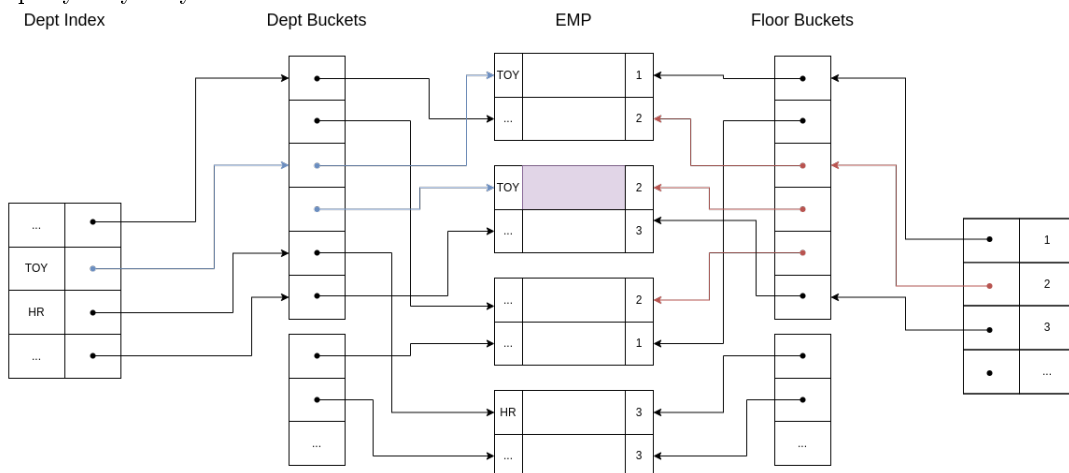 Dept Index Dept Buckets EMP Floor Buckets
TOY 1
... 2
TOY 2
... 3
... 2
... 1
HR 3
... 3
...
TOY
HR
...
1
2
3
...
...
...